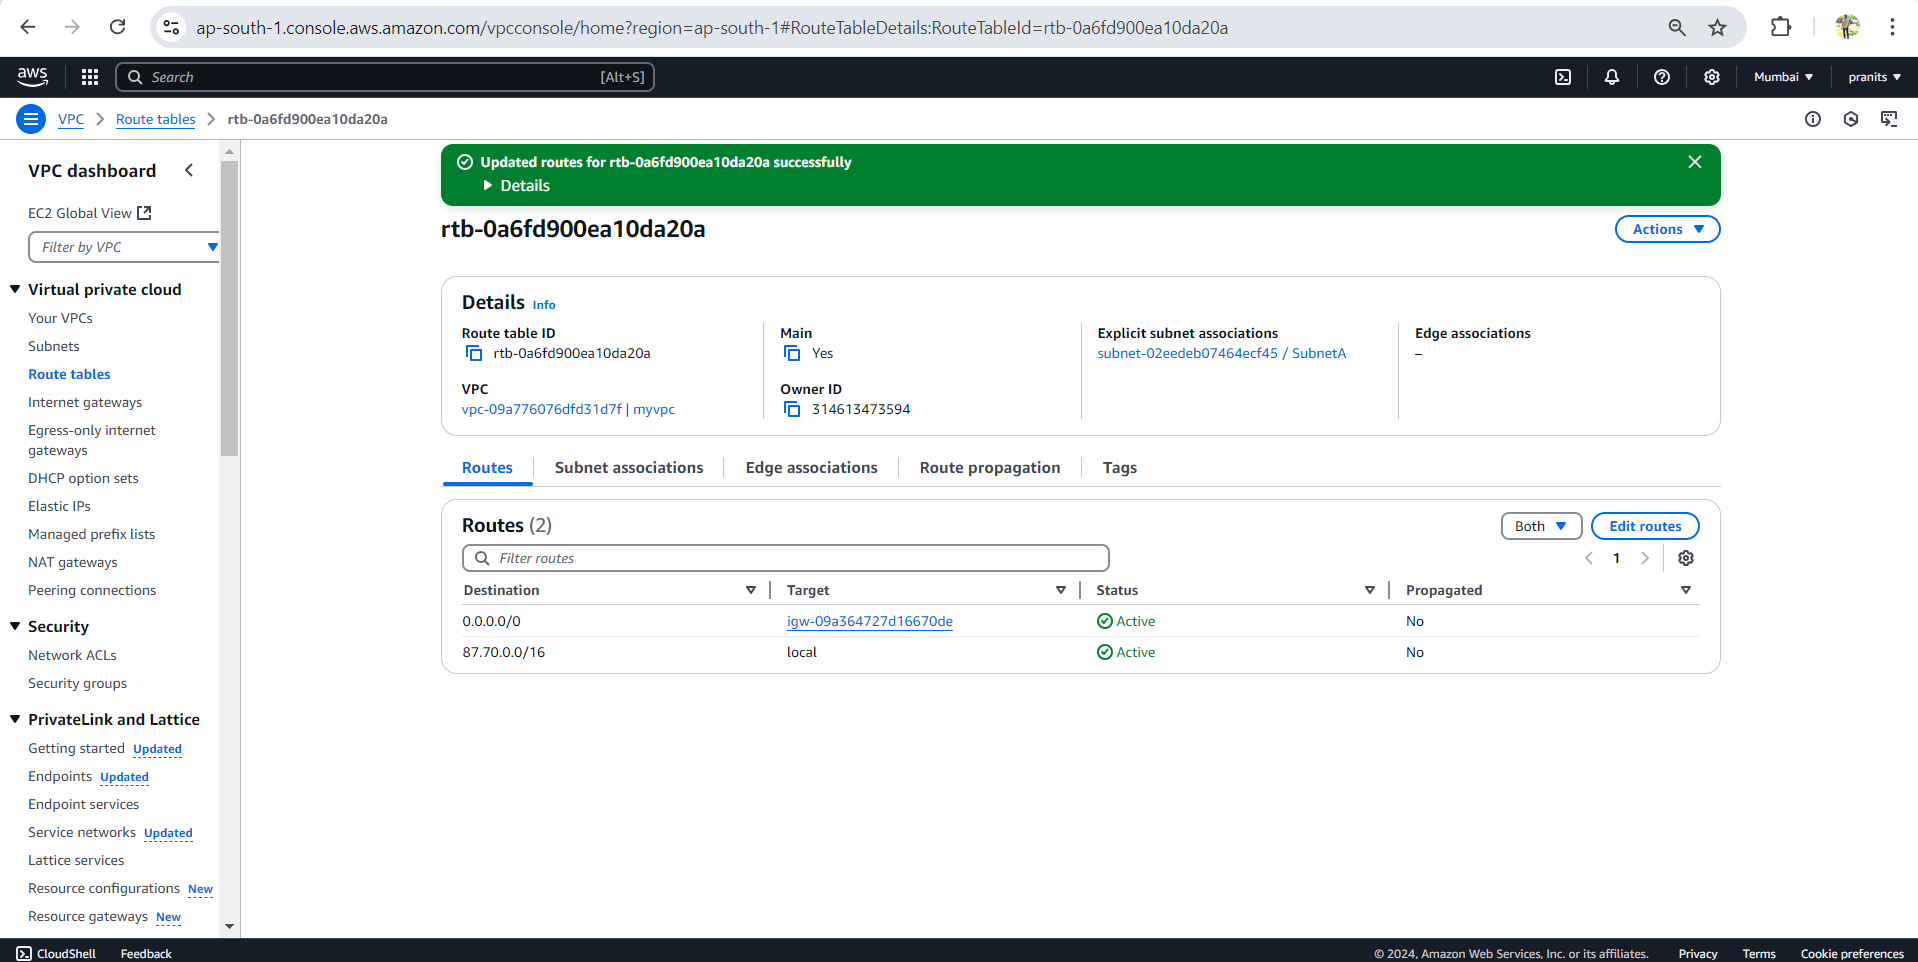 ap-south-1.console.aws.amazon.com/vpcconsole/home?region=ap-south-1#RouteTableDetails:RouteTableId=rtb-0a6fd900ea10da20a
aws Search [Alt+S] Mumbai pranits
VPC Route tables rtb-0a6fd900ea10da20a
VPC dashboard
EC2 Global View
Filter by VPC
Virtual private cloud
Your VPCs
Subnets
Route tables
Internet gateways
Egress-only internet
gateways
DHCP option sets
Elastic IPs
Managed prefix lists
NAT gateways
Peering connections
Security
Network ACLs
Security groups
PrivateLink and Lattice
Getting started Updated
Endpoints Updated
Endpoint services
Service networks Updated
Lattice services
Resource configurations New
Resource gateways New
Updated routes for rtb-0a6fd900ea10da20a successfully
Details
rtb-0a6fd900ea10da20a
Actions
Details Info
Route table ID
rtb-0a6fd900ea10da20a
VPC
vpc-09a776076dfd31d7f | myvpc
Main
Yes
Owner ID
314613473594
Explicit subnet associations
subnet-02eedeb07464ecf45 / SubnetA
Edge associations
–
Routes Subnet associations Edge associations Route propagation Tags
Routes (2)
Both Edit routes
Filter routes
1
Destination Target Status Propagated
0.0.0.0/0 igw-09a364727d16670de Active No
87.70.0.0/16 local Active No
CloudShell Feedback © 2024, Amazon Web Services, Inc. or its affiliates. Privacy Terms Cookie preferences